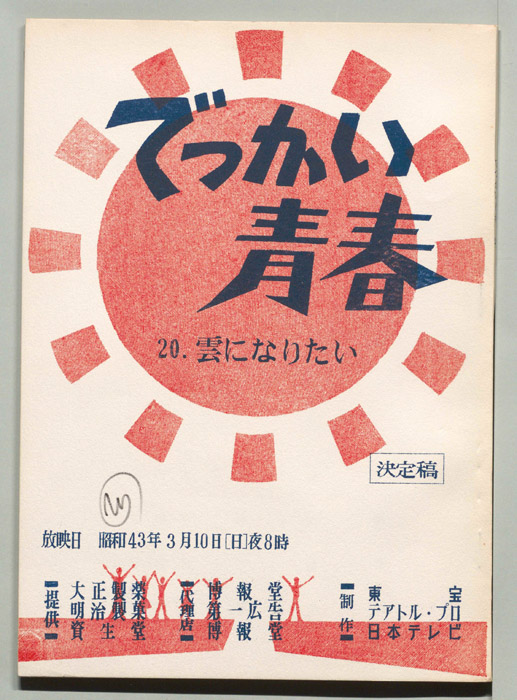 でっかい
青春
20. 雲になりたい
決定稿
放映日 昭和43年3月10日[日]夜8時
【提供】
大正製薬
明治製菓
資生堂
【代理店】
博報堂
第一広告
博報堂
【制作】
東宝
テアトル・プロ
日本テレビ